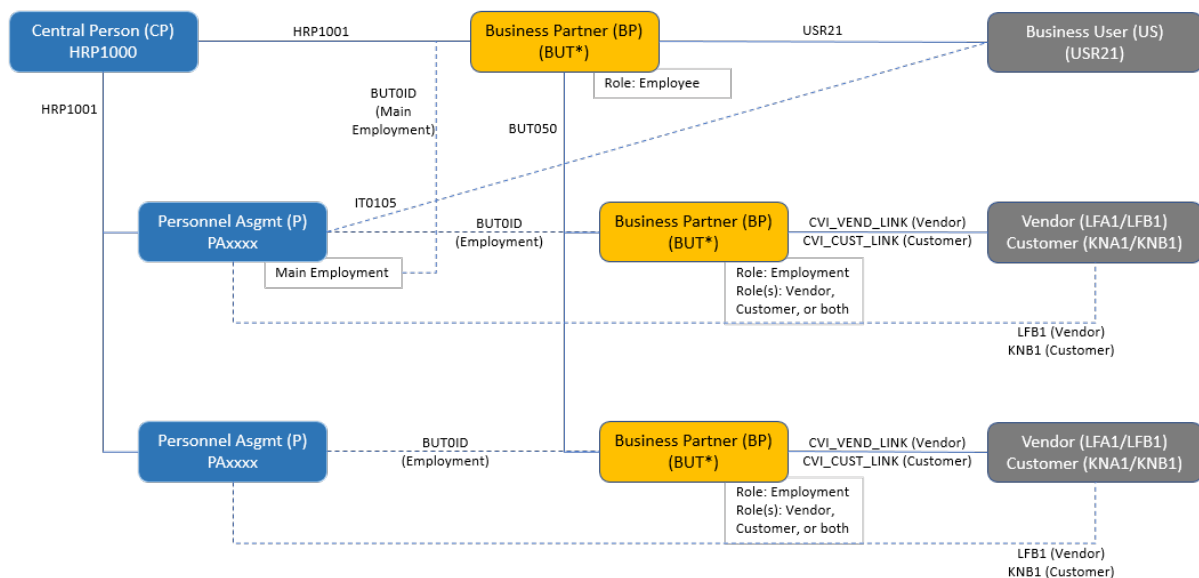 Central Person (CP)
HRP1000
HRP1001
Business Partner (BP)
(BUT*)
USR21
Business User (US)
(USR21)
Role: Employee
HRP1001
BUT0ID
(Main
Employment)
BUT050
Personnel Asgmt (P)
PAxxxx
IT0105
BUT0ID
(Employment)
Business Partner (BP)
(BUT*)
CVI_VEND_LINK (Vendor)
CVI_CUST_LINK (Customer)
Vendor (LFA1/LFB1)
Customer (KNA1/KNB1)
Main Employment
Role: Employment
Role(s): Vendor,
Customer, or both
LFB1 (Vendor)
KNB1 (Customer)
Personnel Asgmt (P)
PAxxxx
BUT0ID
(Employment)
Business Partner (BP)
(BUT*)
CVI_VEND_LINK (Vendor)
CVI_CUST_LINK (Customer)
Vendor (LFA1/LFB1)
Customer (KNA1/KNB1)
Role: Employment
Role(s): Vendor,
Customer, or both
LFB1 (Vendor)
KNB1 (Customer)